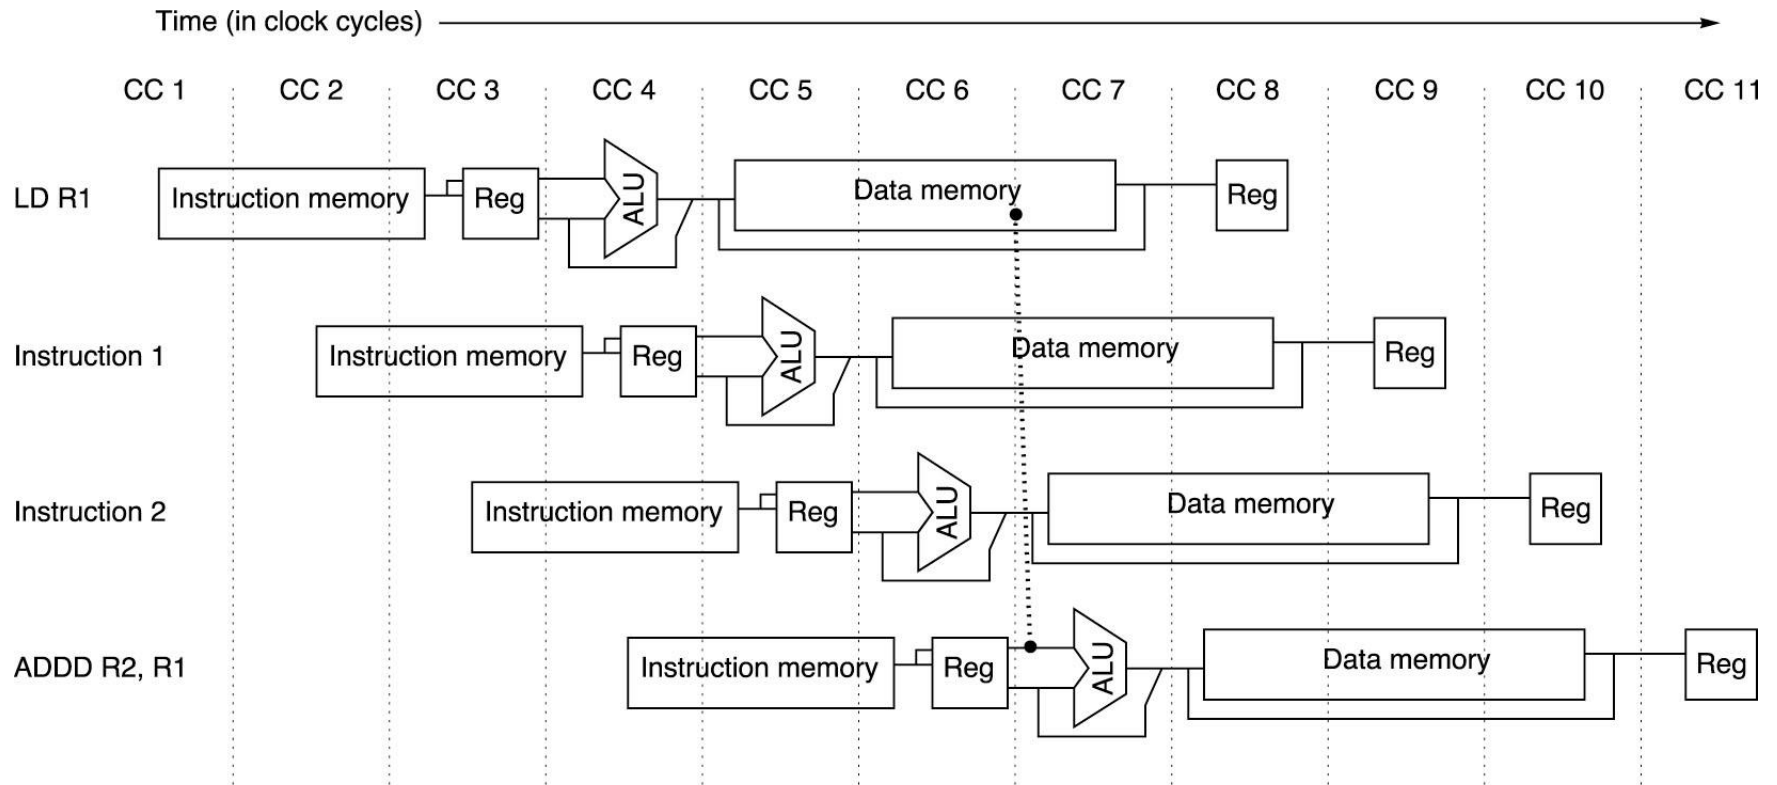 Time (in clock cycles)
CC 1 CC 2 CC 3 CC 4 CC 5 CC 6 CC 7 CC 8 CC 9 CC 10 CC 11
LD R1 Instruction memory Reg ALU Data memory Reg
Instruction 1 Instruction memory Reg ALU Data memory Reg
Instruction 2 Instruction memory Reg ALU Data memory Reg
ADDD R2, R1 Instruction memory Reg ALU Data memory Reg